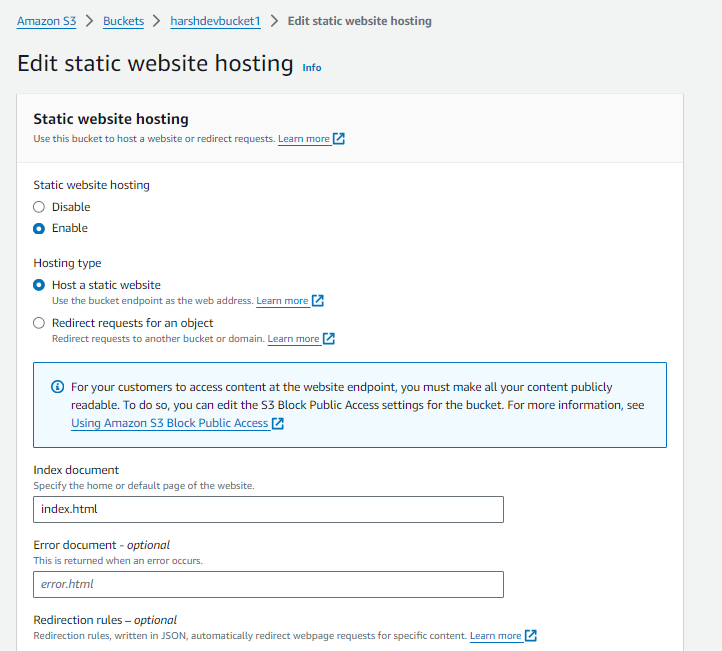 Amazon S3 > Buckets > harshdevbucket1 > Edit static website hosting
Edit static website hosting Info
Static website hosting
Use this bucket to host a website or redirect requests. Learn more
Static website hosting
Disable
Enable
Hosting type
Host a static website
Use the bucket endpoint as the web address. Learn more
Redirect requests for an object
Redirect requests to another bucket or domain. Learn more
For your customers to access content at the website endpoint, you must make all your content publicly
readable. To do so, you can edit the S3 Block Public Access settings for the bucket. For more information, see
Using Amazon S3 Block Public Access
Index document
Specify the home or default page of the website.
index.html
Error document - optional
This is returned when an error occurs.
error.html
Redirection rules – optional
Redirection rules, written in JSON, automatically redirect webpage requests for specific content. Learn more